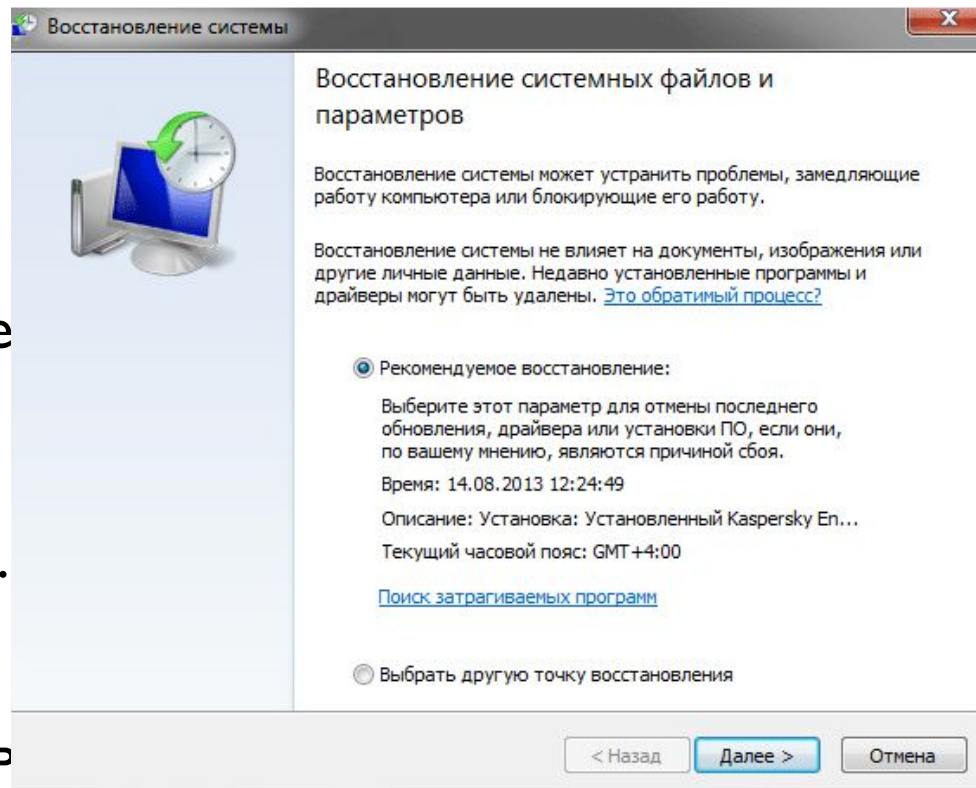 Восстановление системы
X
Восстановление системных файлов и
параметров
Восстановление системы может устранить проблемы, замедляющие
работу компьютера или блокирующие его работу.
Восстановление системы не влияет на документы, изображения или
другие личные данные. Недавно установленные программы и
драйверы могут быть удалены. Это обратимый процесс?
е
Рекомендуемое восстановление:
Выберите этот параметр для отмены последнего
обновления, драйвера или установки ПО, если они,
по вашему мнению, являются причиной сбоя.
Время: 14.08.2013 12:24:49
Описание: Установка: Установленный Kaspersky En...
Текущий часовой пояс: GMT+4:00
.
Поиск затрагиваемых программ
Выбрать другую точку восстановления
< Назад Далее > Отмена